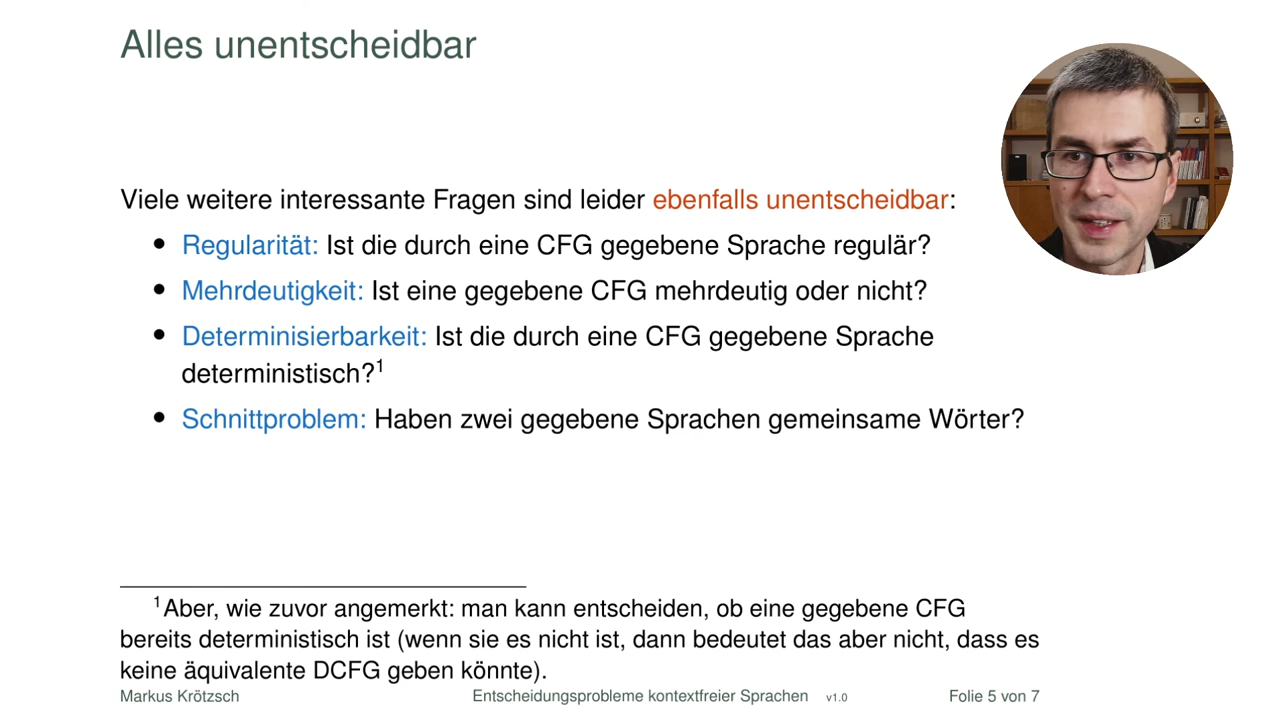 Alles unentscheidbar
Viele weitere interessante Fragen sind leider ebenfalls unentscheidbar:
• Regularität: Ist die durch eine CFG gegebene Sprache regulär?
• Mehrdeutigkeit: Ist eine gegebene CFG mehrdeutig oder nicht?
• Determinisierbarkeit: Ist die durch eine CFG gegebene Sprache
deterministisch?¹
• Schnittproblem: Haben zwei gegebene Sprachen gemeinsame Wörter?
¹Aber, wie zuvor angemerkt: man kann entscheiden, ob eine gegebene CFG
bereits deterministisch ist (wenn sie es nicht ist, dann bedeutet das aber nicht, dass es
keine äquivalente DCFG geben könnte).
Markus Krötzsch Entscheidungsprobleme kontextfreier Sprachen v1.0 Folie 5 von 7